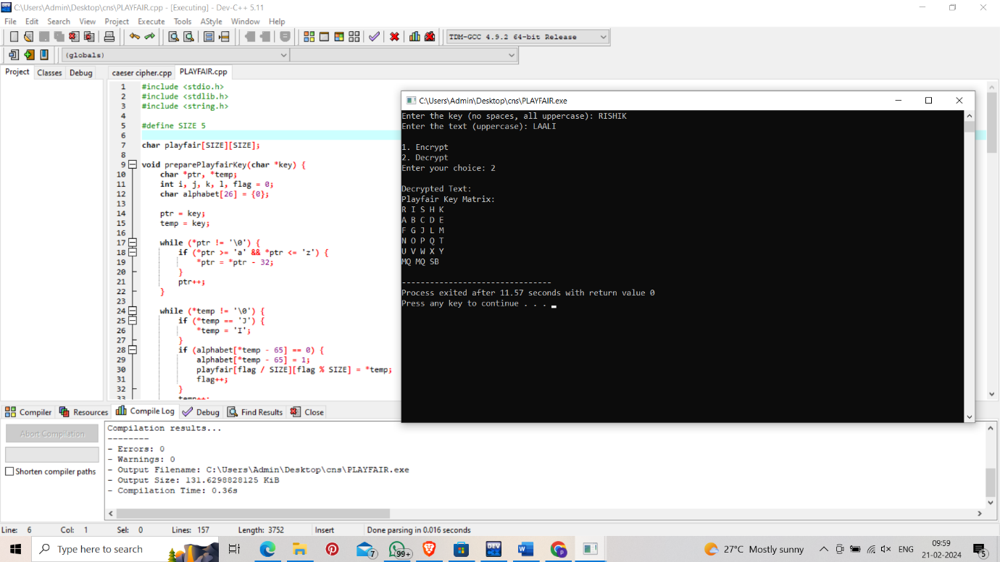 C:\Users\Admin\Desktop\cns\PLAYFAIR.cpp - [Executing] - Dev-C++ 5.11
File Edit Search View Project Execute Tools AStyle Window Help
TDM-GCC 4.9.2 64-bit Release
(globals)
Project Classes Debug
caeser cipher.cpp PLAYFAIR.cpp
1 #include <stdio.h>
2 #include <stdlib.h>
3 #include <string.h>
4
5 #define SIZE 5
6
7 char playfair[SIZE][SIZE];
8
9 void preparePlayfairKey(char *key) {
10 char *ptr, *temp;
11 int i, j, k, l, flag = 0;
12 char alphabet[26] = {0};
13
14 ptr = key;
15 temp = key;
16
17 while (*ptr != '\0') {
18 if (*ptr >= 'a' && *ptr <= 'z') {
19 *ptr = *ptr - 32;
20 }
21 ptr++;
22 }
23
24 while (*temp != '\0') {
25 if (*temp == 'J') {
26 *temp = 'I';
27 }
28 if (alphabet[*temp - 65] == 0) {
29 alphabet[*temp - 65] = 1;
30 playfair[flag / SIZE][flag % SIZE] = *temp;
31 flag++;
32 }
33 temp++;
C:\Users\Admin\Desktop\cns\PLAYFAIR.exe
Enter the key (no spaces, all uppercase): RISHIK
Enter the text (uppercase): LAALI
1. Encrypt
2. Decrypt
Enter your choice: 2
Decrypted Text:
Playfair Key Matrix:
R I S H K
A B C D E
F G J L M
N O P Q T
U V W X Y
MQ MQ SB
--------------------------------
Process exited after 11.57 seconds with return value 0
Press any key to continue . . .
Compiler Resources Compile Log Debug Find Results Close
Abort Compilation
Shorten compiler paths
Compilation results...
--------
- Errors: 0
- Warnings: 0
- Output Filename: C:\Users\Admin\Desktop\cns\PLAYFAIR.exe
- Output Size: 131.6298828125 KiB
- Compilation Time: 0.36s
Line: 6 Col: 1 Sel: 0 Lines: 157 Length: 3752 Insert Done parsing in 0.016 seconds
Type here to search
7
99+
DEV
27°C Mostly sunny
ENG
09:59
21-02-2024
5